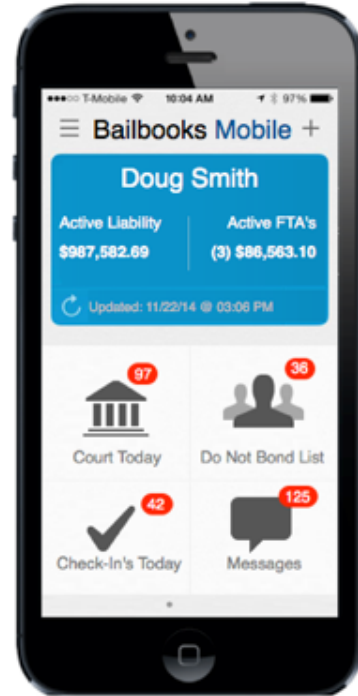 T-Mobile 10:04 AM 97%
Bailbooks Mobile +
Doug Smith
Active Liability Active FTA's
$987,582.69 (3) $86,563.10
Updated: 11/22/14 @ 03:06 PM
97 36
Court Today Do Not Bond List
42 125
Check-In's Today Messages